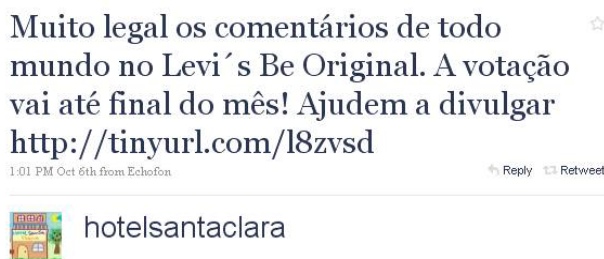 Muito legal os comentários de todo
mundo no Levi´s Be Original. A votação
vai até final do mês! Ajudem a divulgar
http://tinyurl.com/l8zvsd
1:01 PM Oct 6th from Echofon Reply Retweet
hotelsantaclara